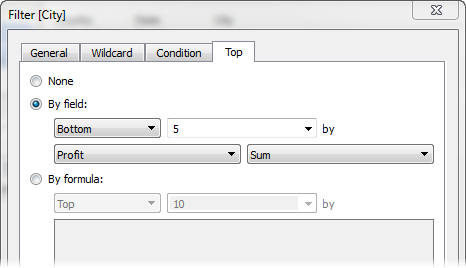 Filter [City]
General Wildcard Condition Top
None
By field:
Bottom 5 by
Profit Sum
By formula:
Top 10 by